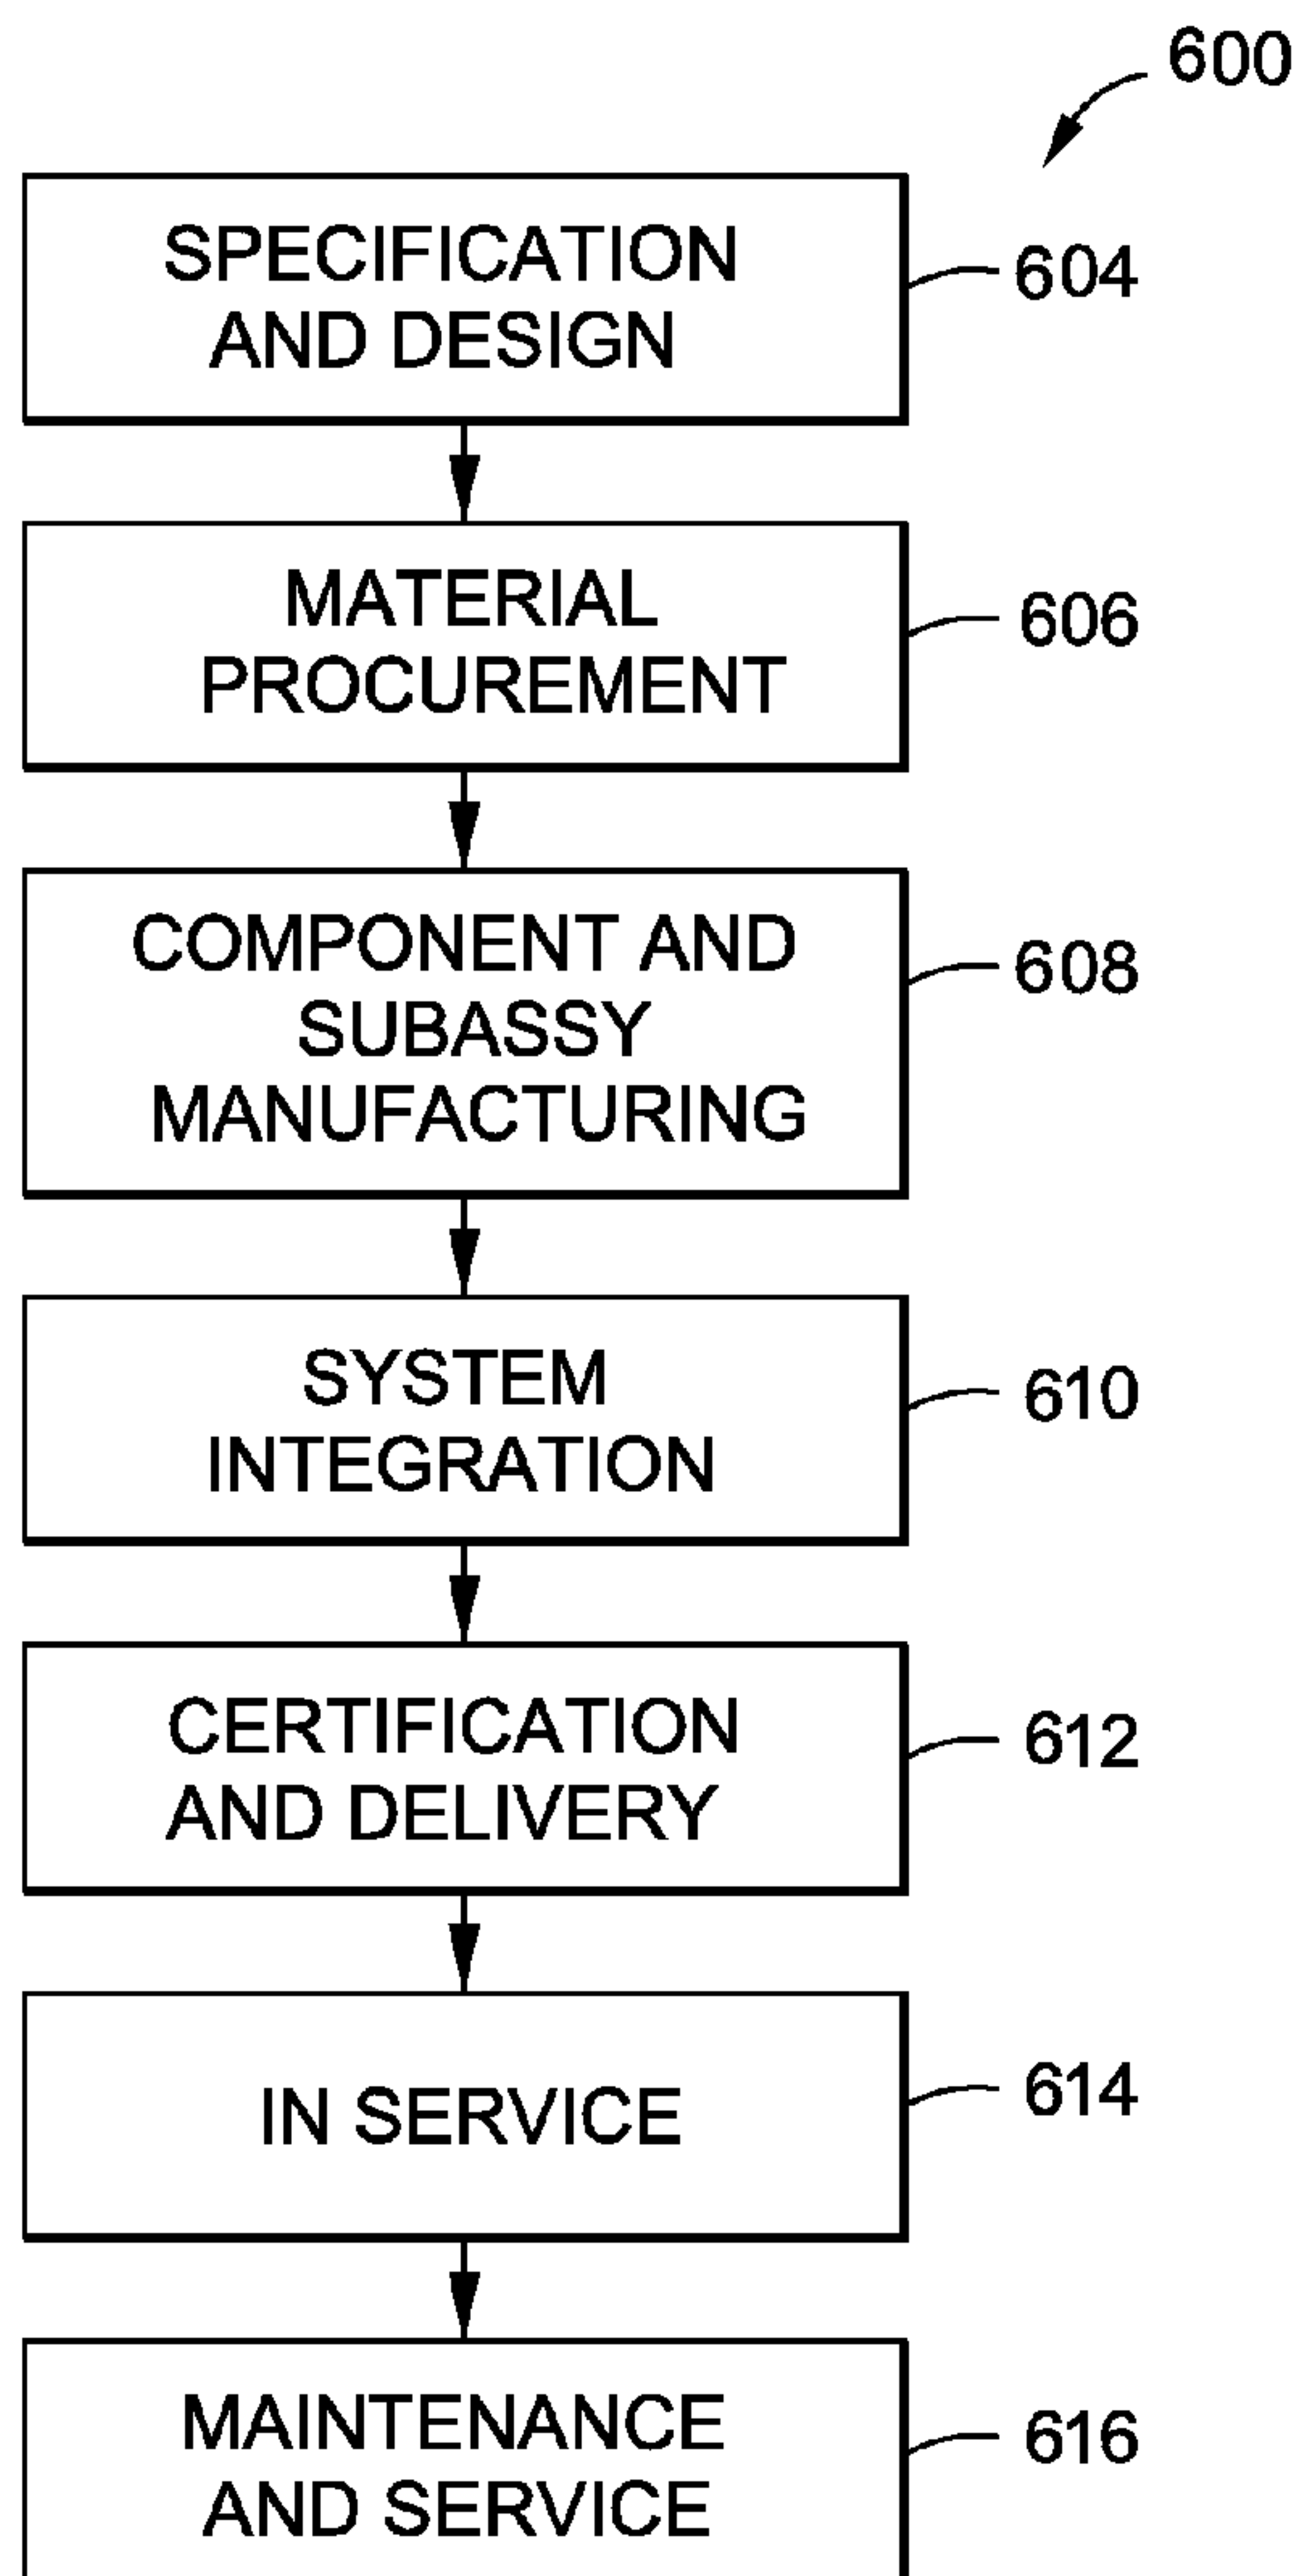 600
SPECIFICATION
AND DESIGN
604
MATERIAL
PROCUREMENT
606
COMPONENT AND
SUBASSY
MANUFACTURING
608
SYSTEM
INTEGRATION
610
CERTIFICATION
AND DELIVERY
612
IN SERVICE
614
MAINTENANCE
AND SERVICE
616